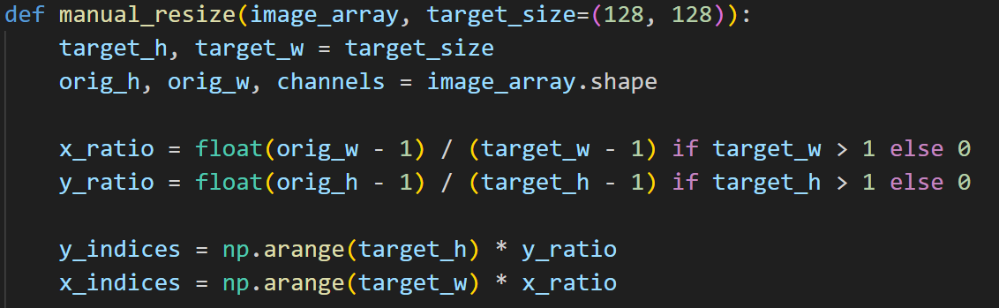 def manual_resize(image_array, target_size=(128, 128)):
    target_h, target_w = target_size
    orig_h, orig_w, channels = image_array.shape

    x_ratio = float(orig_w - 1) / (target_w - 1) if target_w > 1 else 0
    y_ratio = float(orig_h - 1) / (target_h - 1) if target_h > 1 else 0

    y_indices = np.arange(target_h) * y_ratio
    x_indices = np.arange(target_w) * x_ratio